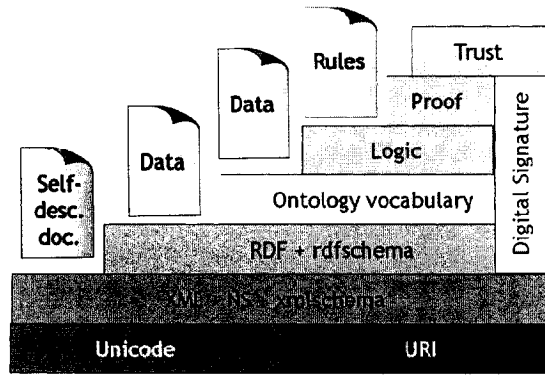 Rules
Trust
Data
Proof
Data
Logic
Self-
desc.
doc.
Ontology vocabulary
Digital Signature
RDF + rdfschema
XML + NS + xmlschema
Unicode
URI